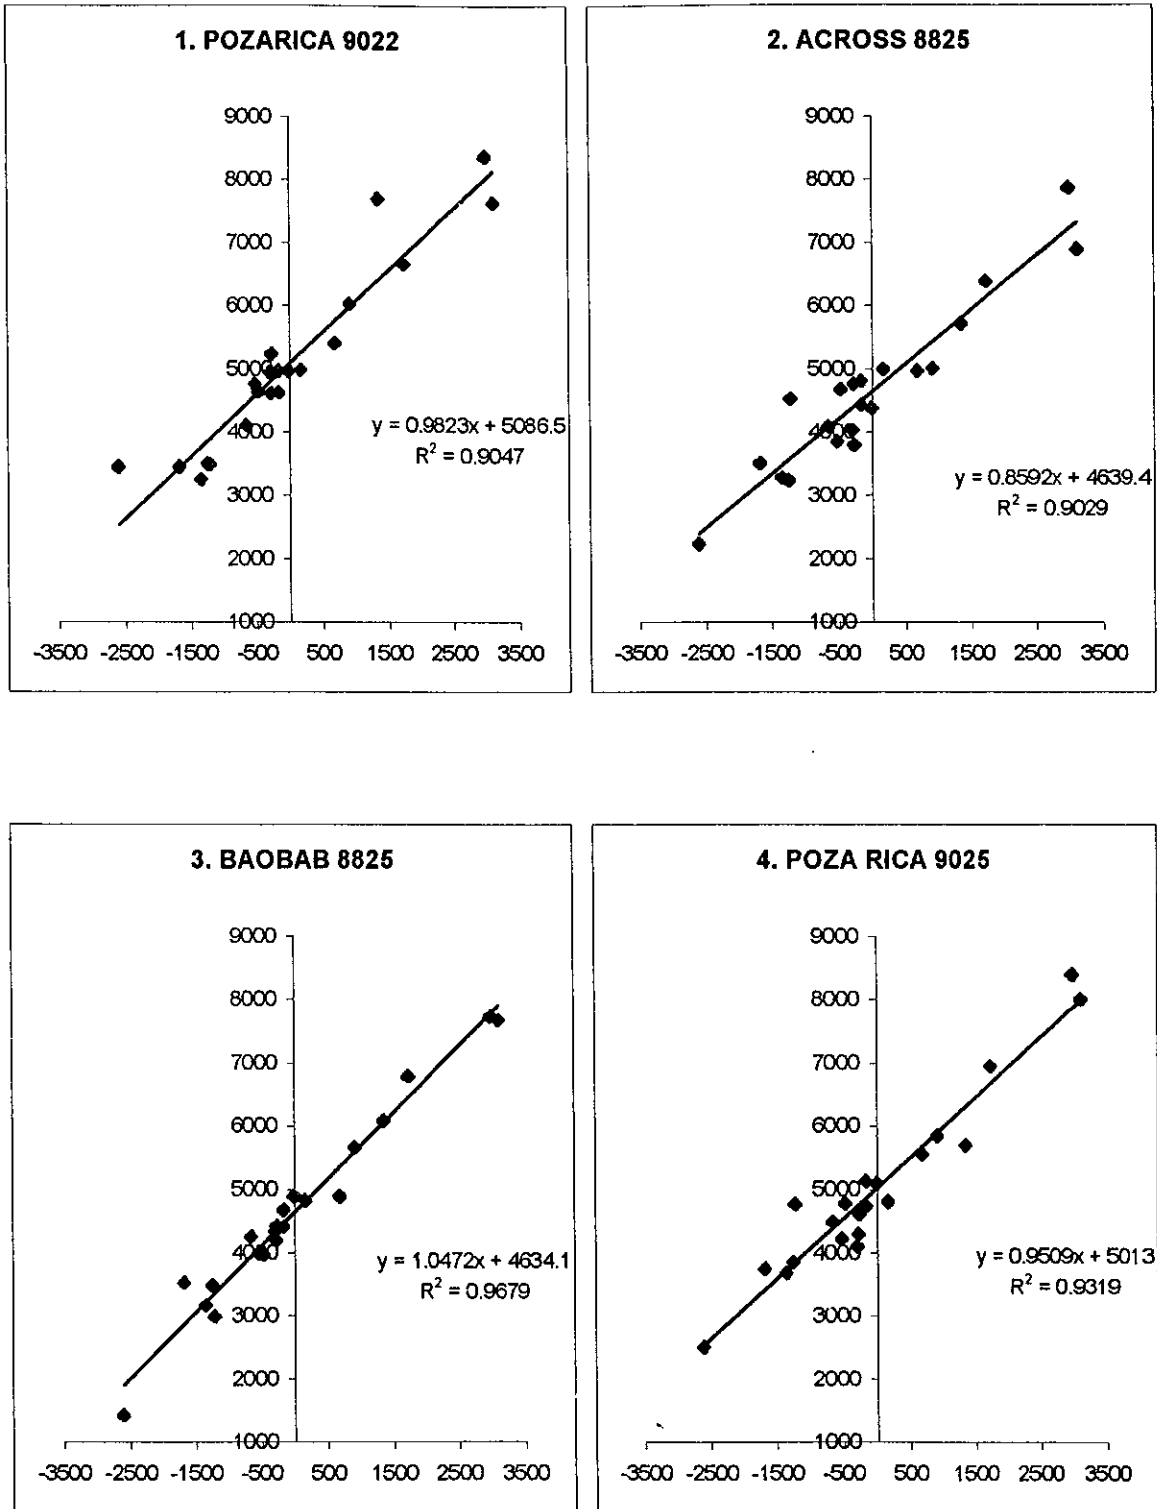 1. POZARICA 9022
9000
8000
7000
6000
5000
4000
3000
2000
1000
y = 0.9823x + 5086.5
R² = 0.9047
-3500 -2500 -1500 -500 500 1500 2500 3500
2. ACROSS 8825
9000
8000
7000
6000
5000
4000
3000
2000
1000
y = 0.8592x + 4639.4
R² = 0.9029
-3500 -2500 -1500 -500 500 1500 2500 3500
3. BAOBAB 8825
9000
8000
7000
6000
5000
4000
3000
2000
1000
y = 1.0472x + 4634.1
R² = 0.9679
-3500 -2500 -1500 -500 500 1500 2500 3500
4. POZA RICA 9025
9000
8000
7000
6000
5000
4000
3000
2000
1000
y = 0.9509x + 5013
R² = 0.9319
-3500 -2500 -1500 -500 500 1500 2500 3500